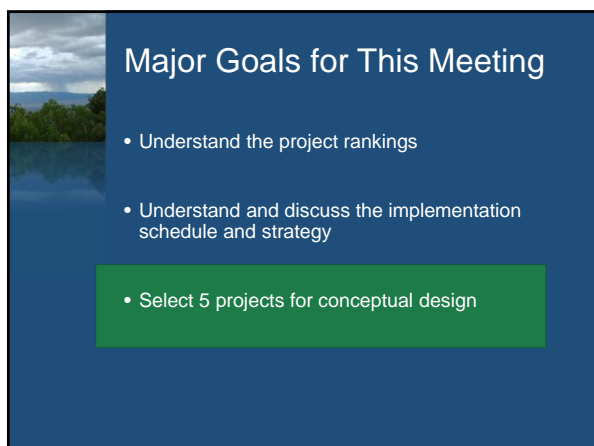 Major Goals for This Meeting
• Understand the project rankings
• Understand and discuss the implementation
schedule and strategy
• Select 5 projects for conceptual design